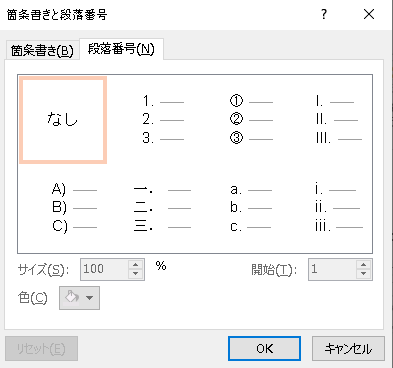 箇条書きと段落番号 ? ×
箇条書き(B) 段落番号(N)
なし
1.
2.
3.
①
②
③
I.
II.
III.
A)
B)
C)
一.
二.
三.
a.
b.
c.
i.
ii.
iii.
サイズ(S): 100 % 開始(T): 1
色(C)
リセット(E) OK キャンセル